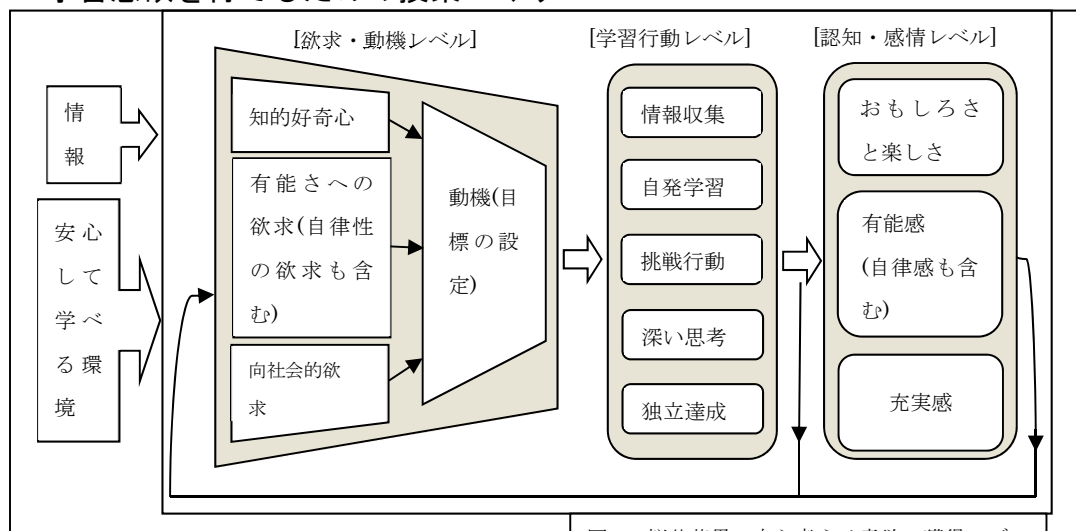 [欲求・動機レベル]
[学習行動レベル]
[認知・感情レベル]
情
報
安心
して
学べ
る環
境
知的好奇心
有能さへの
欲求(自律性
の欲求も含
む)
向社会的欲
求
動機(目
標の設
定)
情報収集
自発学習
挑戦行動
深い思考
独立達成
おもしろさ
と楽しさ
有能感
(自律感も含
む)
充実感